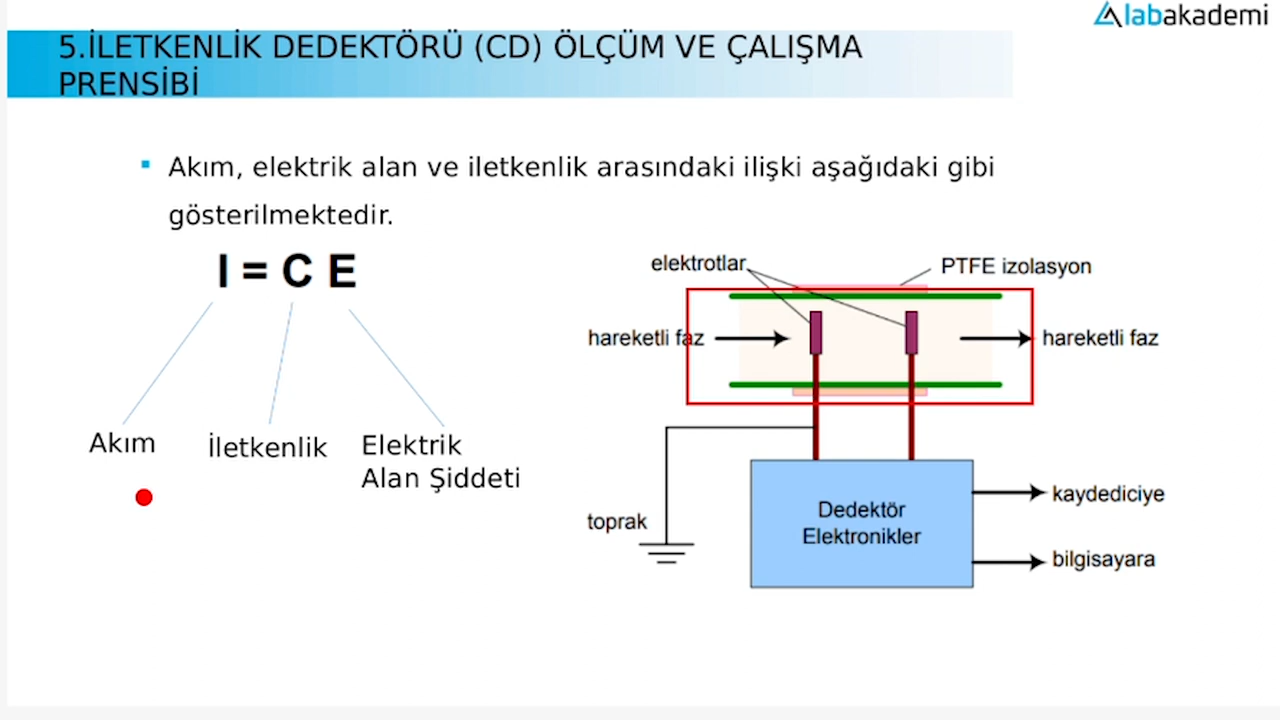 labakademi
5.İLETKENLİK DEDEKTÖRÜ (CD) ÖLÇÜM VE ÇALIŞMA
PRENSİBİ
Akım, elektrik alan ve iletkenlik arasındaki ilişki aşağıdaki gibi
gösterilmektedir.
I = C E
Akım
İletkenlik
Elektrik
Alan Şiddeti
elektrotlar
PTFE izolasyon
hareketli faz
hareketli faz
toprak
Dedektör
Elektronikler
kaydediciye
bilgisayara